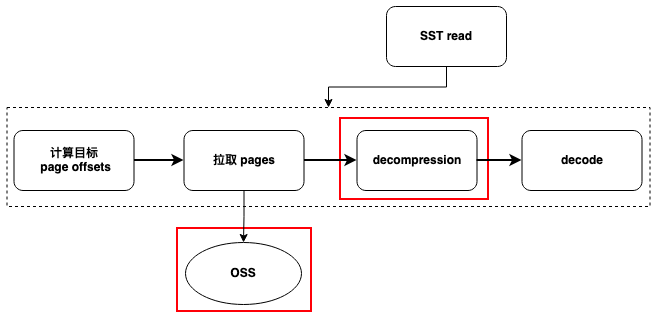 SST read
计算目标
page offsets
拉取 pages
decompression
decode
OSS